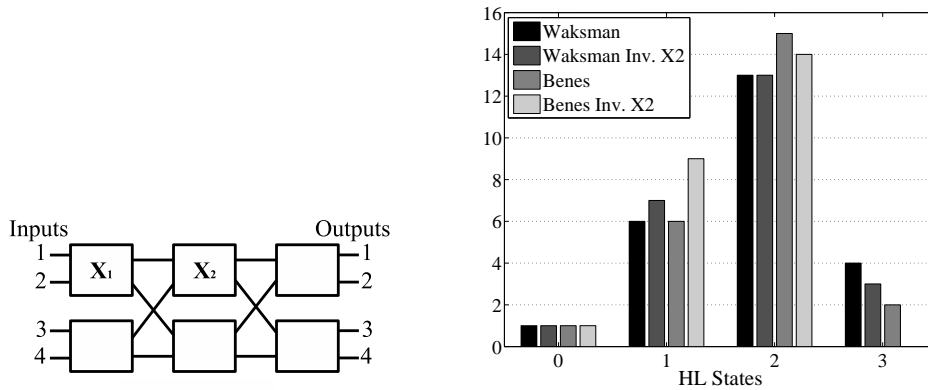 Inputs
Outputs
1
2
3
4
X1
X2
1
2
3
4
16
14
12
10
8
6
4
2
0
Waksman
Waksman Inv. X2
Benes
Benes Inv. X2
0
1
2
3
HL States